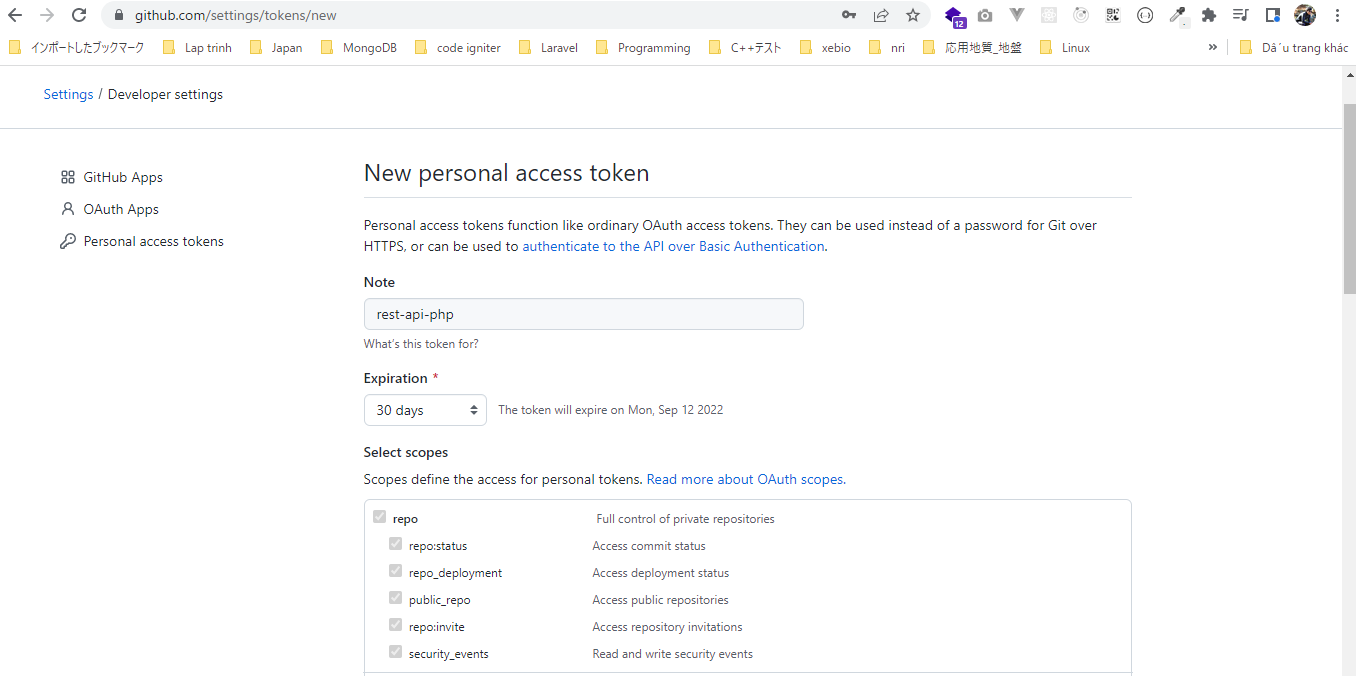 github.com/settings/tokens/new
12
インポートしたブックマーク Lap trinh Japan MongoDB code igniter Laravel Programming C++テスト xebio nri 応用地質_地盤 Linux » Dấu trang khác
Settings / Developer settings
GitHub Apps
OAuth Apps
Personal access tokens
New personal access token
Personal access tokens function like ordinary OAuth access tokens. They can be used instead of a password for Git over
HTTPS, or can be used to authenticate to the API over Basic Authentication.
Note
rest-api-php
What's this token for?
Expiration *
30 days The token will expire on Mon, Sep 12 2022
Select scopes
Scopes define the access for personal tokens. Read more about OAuth scopes.
repo Full control of private repositories
repo:status Access commit status
repo_deployment Access deployment status
public_repo Access public repositories
repo:invite Access repository invitations
security_events Read and write security events